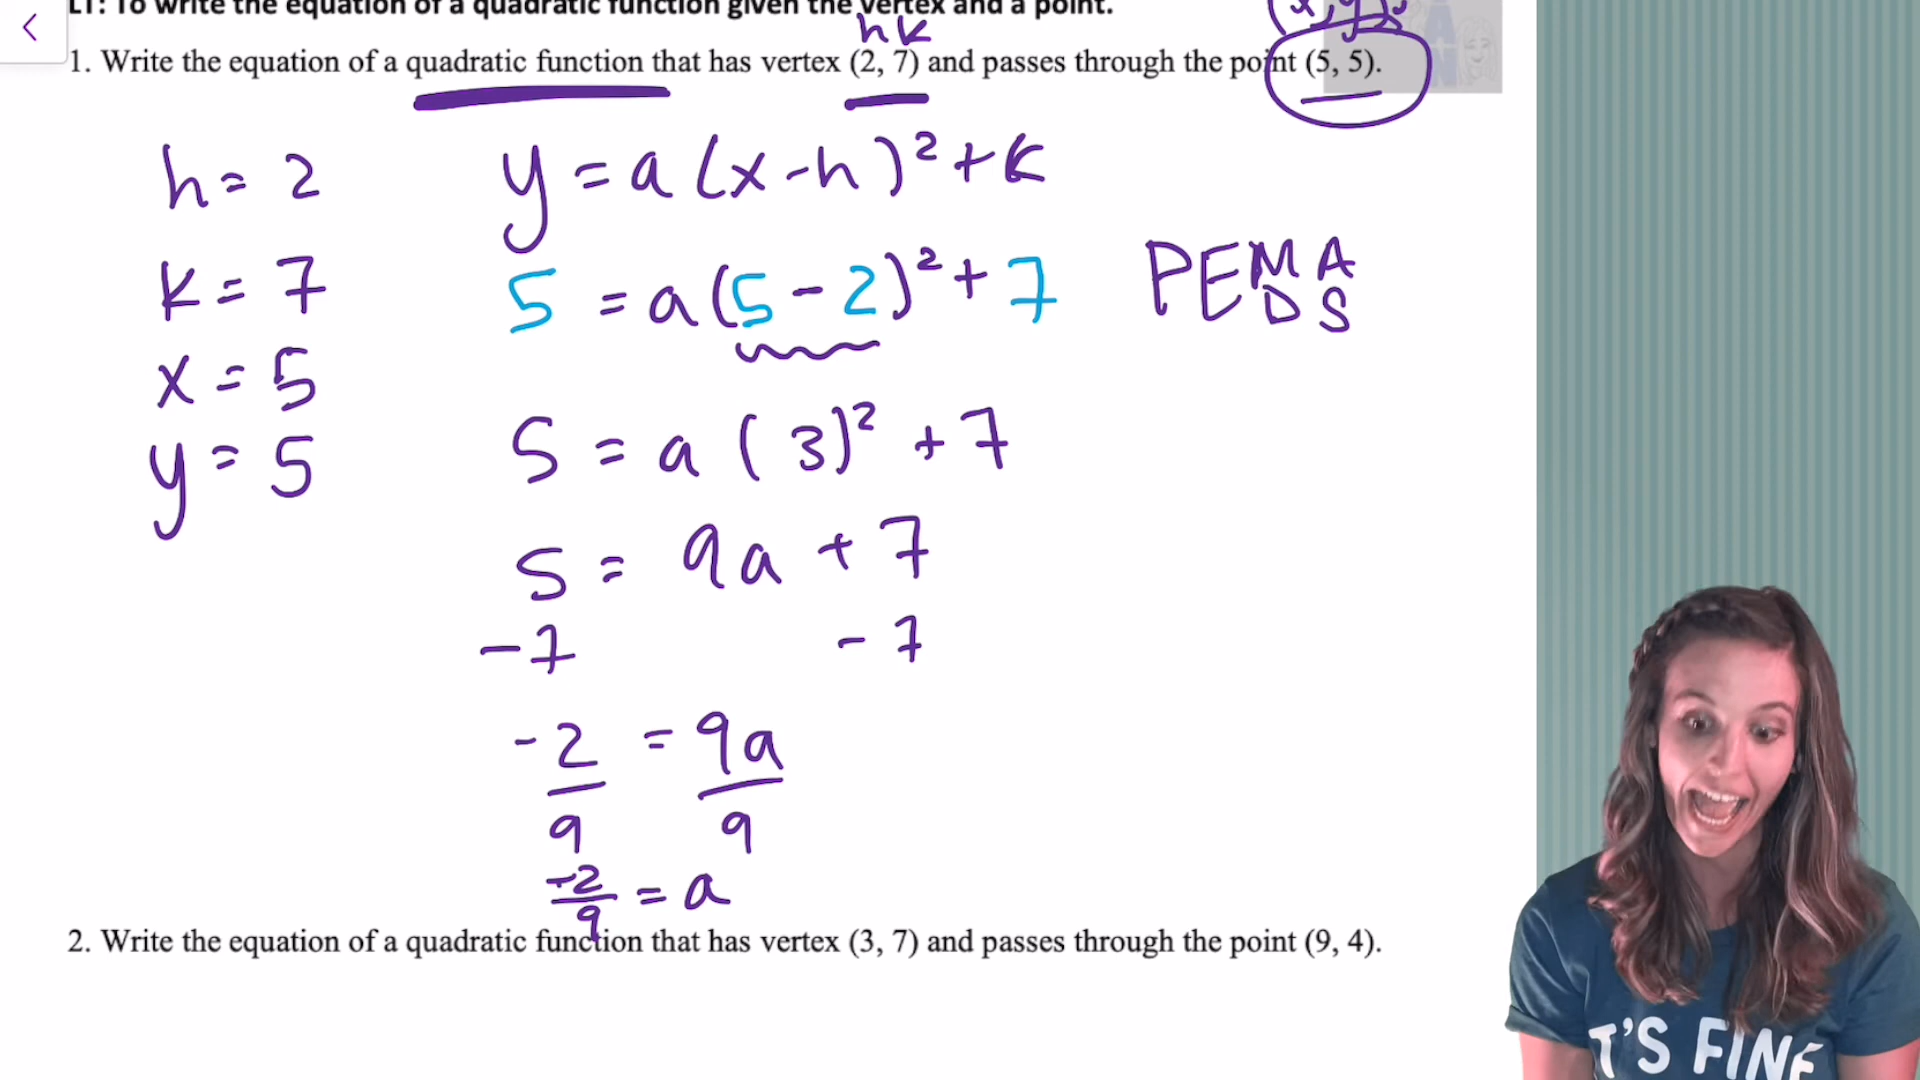 LT: To write the equation of a quadratic function given the vertex and a point.
h k
(x, y)
1. Write the equation of a quadratic function that has vertex (2, 7) and passes through the point (5, 5).
h = 2
y = a (x - h)² + k
k = 7
5 = a (5 - 2)² + 7
PEMA
DS
x = 5
5 = a (3)² + 7
y = 5
5 = 9a + 7
-7 - 7
-2 = 9a
9 9
-2/9 = a
2. Write the equation of a quadratic function that has vertex (3, 7) and passes through the point (9, 4).
T'S FINE